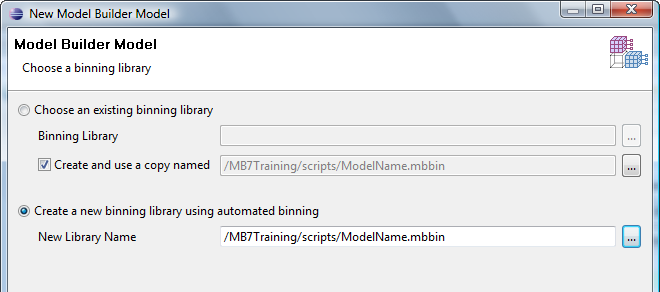 New Model Builder Model
Model Builder Model
Choose a binning library
Choose an existing binning library
Binning Library
...
Create and use a copy named /MB7Training/scripts/ModelName.mbbin ...
Create a new binning library using automated binning
New Library Name /MB7Training/scripts/ModelName.mbbin ...